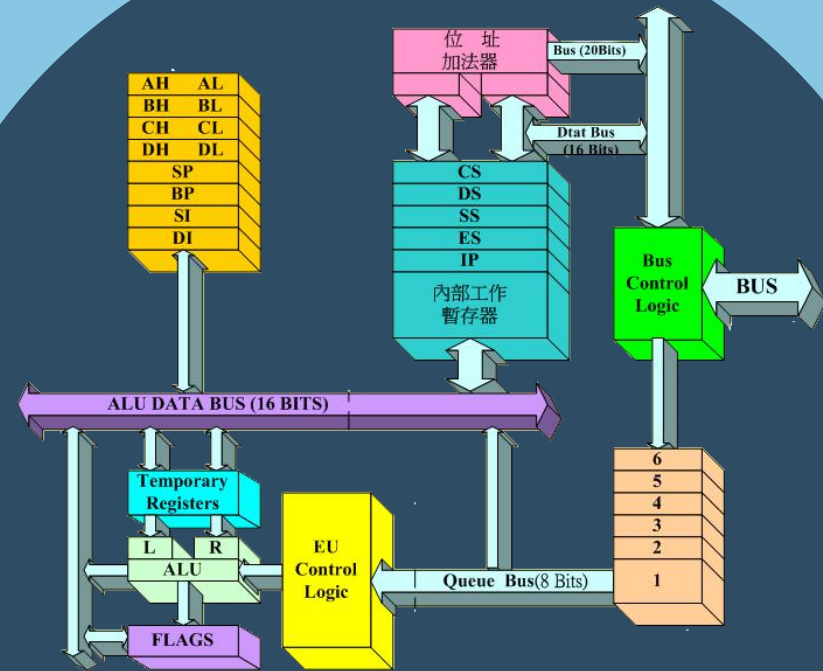 位 址
加法器
Bus (20Bits)
Dtat Bus
(16 Bits)
AH AL
BH BL
CH CL
DH DL
SP
BP
SI
DI
CS
DS
SS
ES
IP
內部工作
暫存器
Bus
Control
Logic
BUS
ALU DATA BUS (16 BITS)
Temporary
Registers
L R
ALU
FLAGS
EU
Control
Logic
Queue Bus(8 Bits)
6
5
4
3
2
1